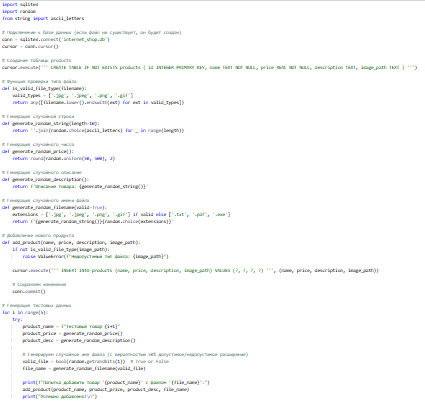 import sqlite3
import random
from string import ascii_letters

# Подключение к базе данных (если файл не существует, он будет создан)
conn = sqlite3.connect('internet_shop.db')
cursor = conn.cursor()

# Создание таблицы products
cursor.execute(''' CREATE TABLE IF NOT EXISTS products ( id INTEGER PRIMARY KEY, name TEXT NOT NULL, price REAL NOT NULL, description TEXT, image_path TEXT ) ''')

# Функция проверки типа файла
def is_valid_file_type(filename):
    valid_types = ['.jpg', '.jpeg', '.png', '.gif']
    return any([filename.lower().endswith(ext) for ext in valid_types])

# Генерация случайной строки
def generate_random_string(length=10):
    return ''.join(random.choice(ascii_letters) for _ in range(length))

# Генерация случайного числа
def generate_random_price():
    return round(random.uniform(50, 500), 2)

# Генерация случайного описания
def generate_random_description():
    return f'Описание товара: {generate_random_string()}'

# Генерация случайного имени файла
def generate_random_filename(valid=True):
    extensions = ['.jpg', '.jpeg', '.png', '.gif'] if valid else ['.txt', '.pdf', '.exe']
    return f'{generate_random_string()}{random.choice(extensions)}'

# Добавление нового продукта
def add_product(name, price, description, image_path):
    if not is_valid_file_type(image_path):
        raise ValueError(f"Недопустимый тип файла: {image_path}")

    cursor.execute(''' INSERT INTO products (name, price, description, image_path) VALUES (?, ?, ?, ?) ''', (name, price, description, image_path))

    # Сохраняем изменения
    conn.commit()

# Генерация тестовых данных
for i in range(5):
    try:
        product_name = f"Тестовый товар {i+1}"
        product_price = generate_random_price()
        product_desc = generate_random_description()

        # Генерируем случайное имя файла (с вероятностью 50% допустимое/недопустимое расширение)
        valid_file = bool(random.getrandbits(1))  # True or False
        file_name = generate_random_filename(valid_file)

        print(f"Попытка добавить товар '{product_name}' с файлом '{file_name}':")
        add_product(product_name, product_price, product_desc, file_name)
        print("Успешно добавлено!\n")